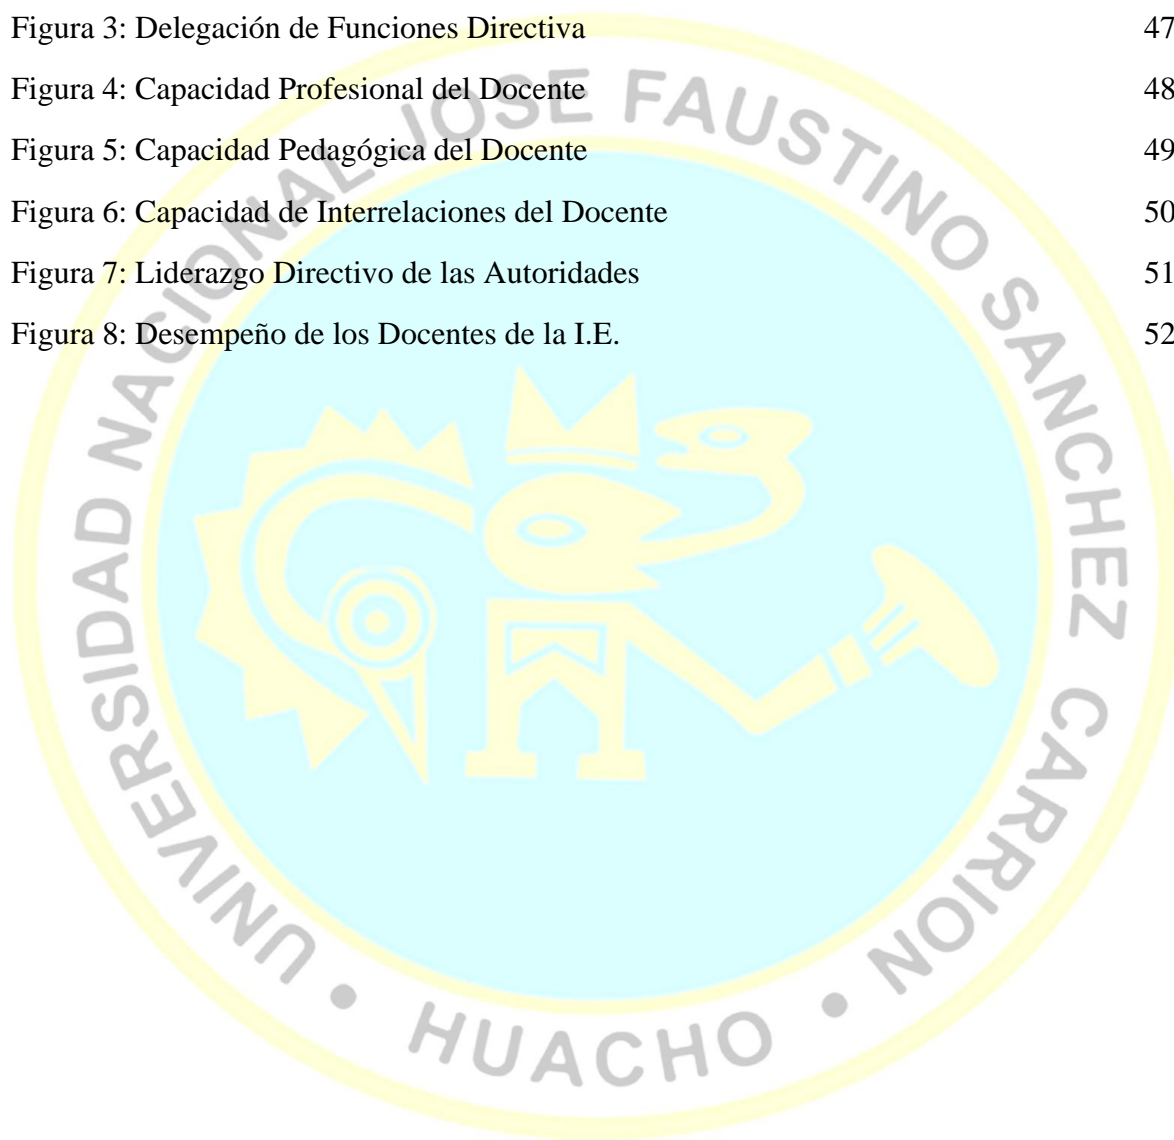 Figura 3: Delegación de Funciones Directiva 47
Figura 4: Capacidad Profesional del Docente 48
Figura 5: Capacidad Pedagógica del Docente 49
Figura 6: Capacidad de Interrelaciones del Docente 50
Figura 7: Liderazgo Directivo de las Autoridades 51
Figura 8: Desempeño de los Docentes de la I.E. 52
UNIVERSIDAD NACIONAL JOSE FAUSTINO SANCHEZ CARRION • HUACHO •